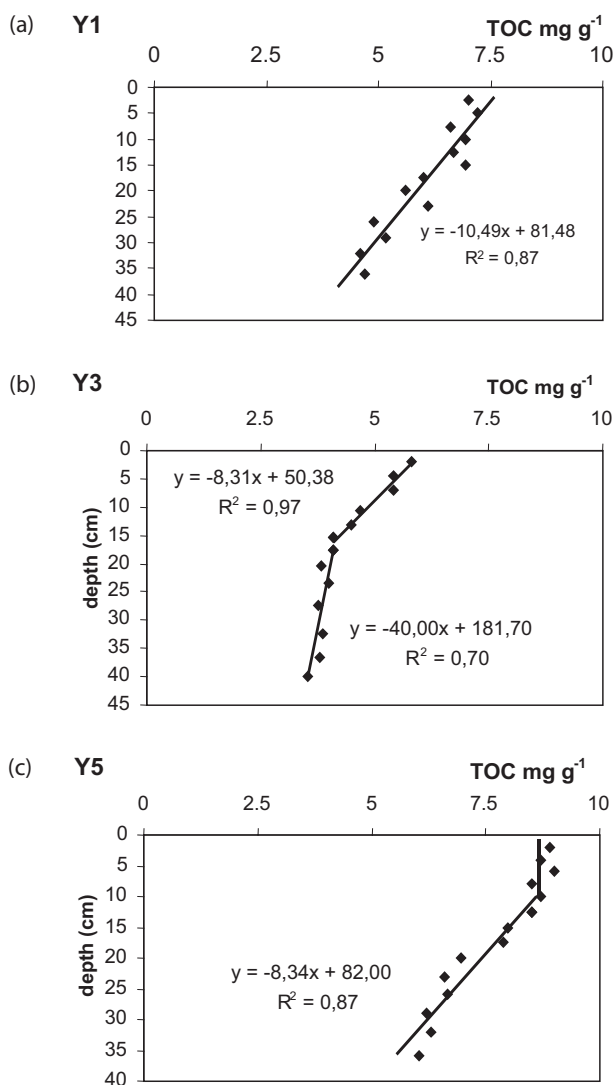 (a) Y1 TOC mg g⁻¹
0 2.5 5 7.5 10
0
5
10
15
20
25
30
35
40
45
y = -10,49x + 81,48
R² = 0,87
(b) Y3 TOC mg g⁻¹
0 2.5 5 7.5 10
depth (cm)
0
5
10
15
20
25
30
35
40
45
y = -8,31x + 50,38
R² = 0,97
y = -40,00x + 181,70
R² = 0,70
(c) Y5 TOC mg g⁻¹
0 2.5 5 7.5 10
depth (cm)
0
5
10
15
20
25
30
35
40
y = -8,34x + 82,00
R² = 0,87